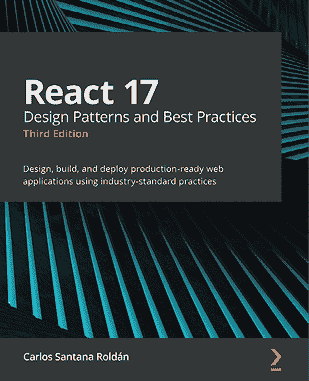 React 17
Design Patterns and Best Practices
Third Edition
Design, build, and deploy production-ready web
applications using industry-standard practices
Carlos Santana Roldán